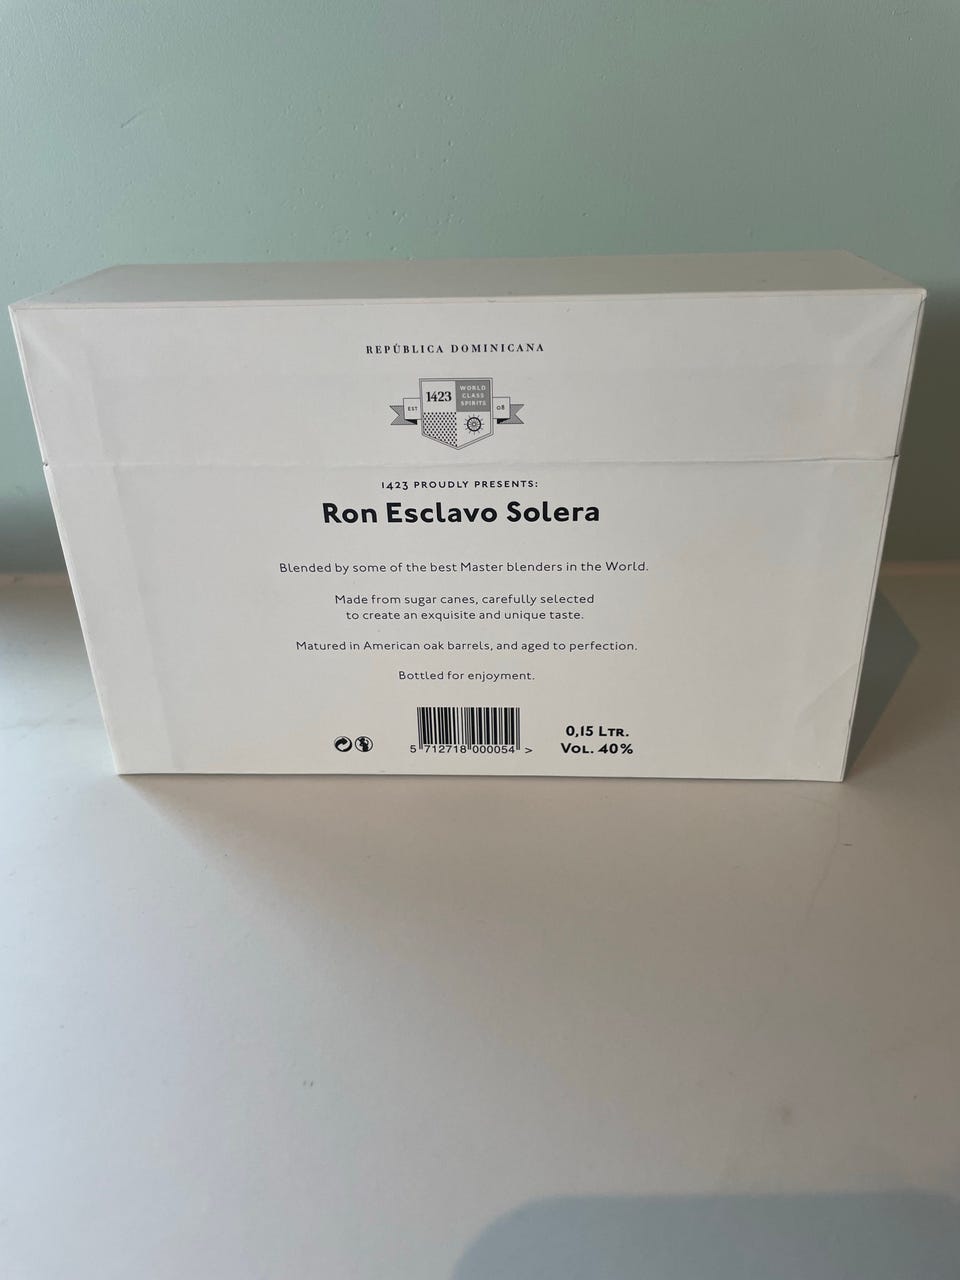 REPÚBLICA DOMINICANA
1423 WORLD CLASS SPIRITS
EST 08
1423 PROUDLY PRESENTS:
Ron Esclavo Solera
Blended by some of the best Master blenders in the World.
Made from sugar canes, carefully selected
to create an exquisite and unique taste.
Matured in American oak barrels, and aged to perfection.
Bottled for enjoyment.
5 712718 000054 >
0,15 LTR.
VOL. 40%